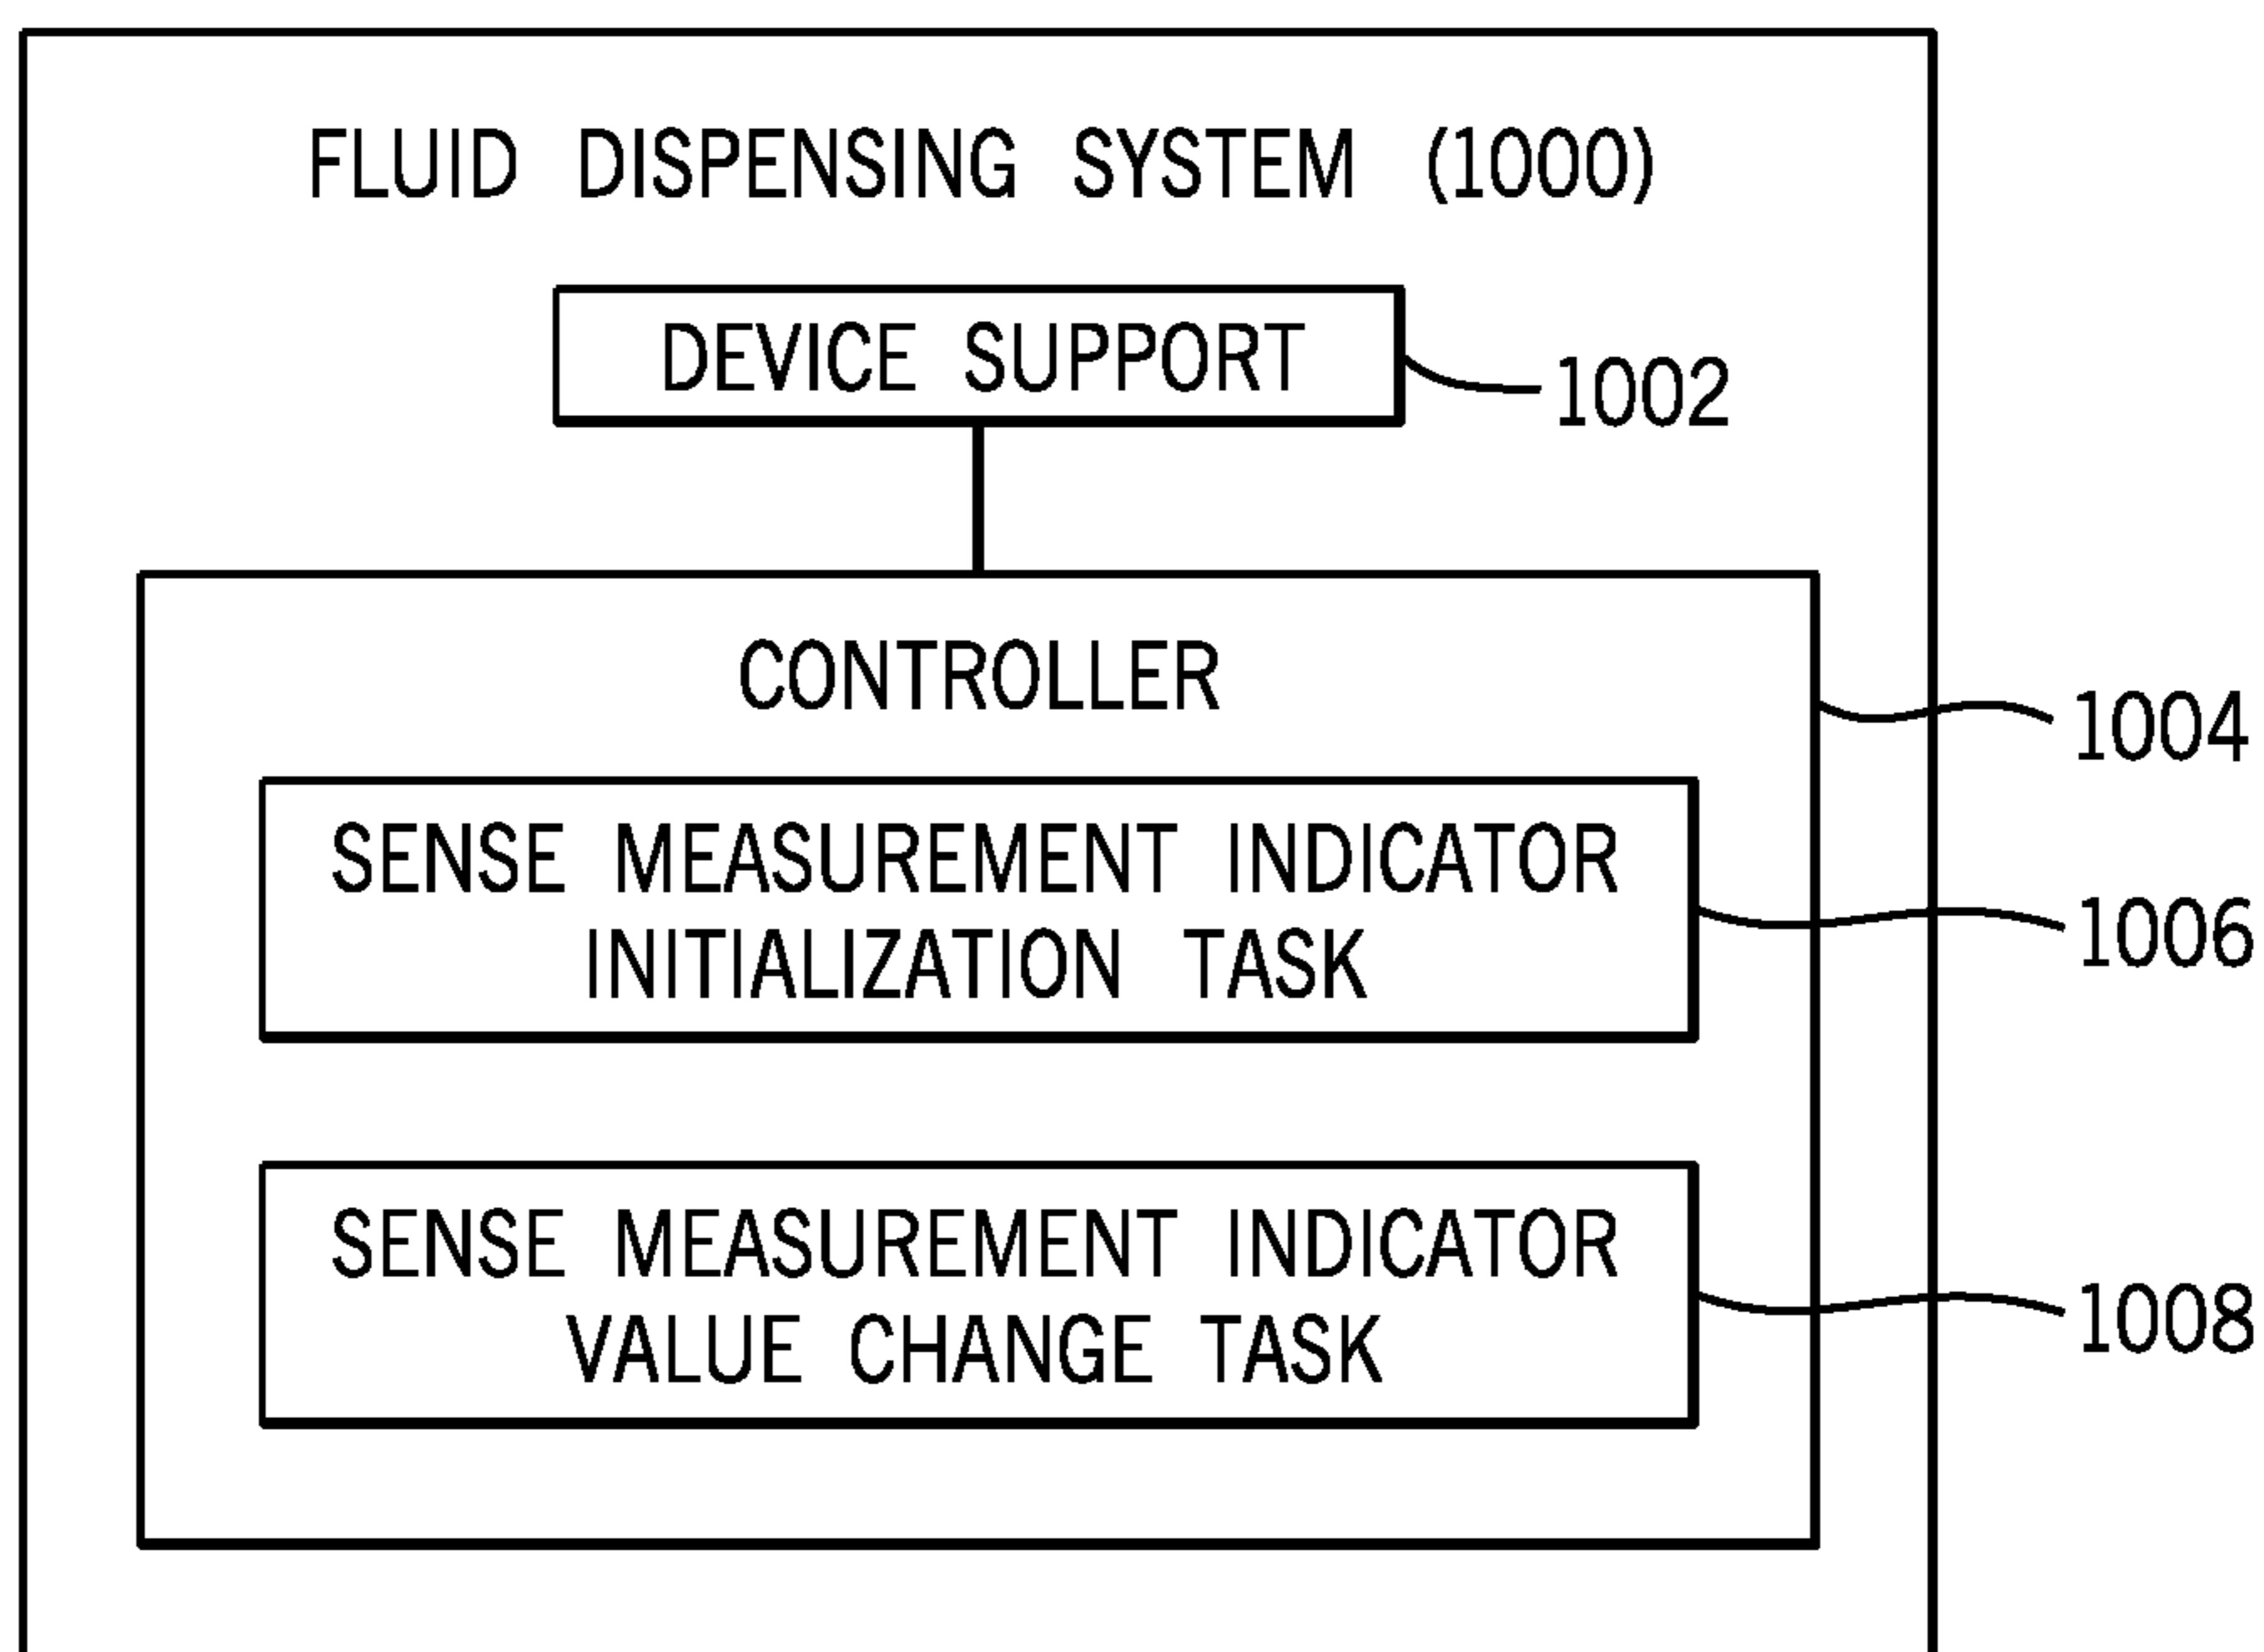 FLUID DISPENSING SYSTEM (1000)
DEVICE SUPPORT
1002
CONTROLLER
1004
SENSE MEASUREMENT INDICATOR
INITIALIZATION TASK
1006
SENSE MEASUREMENT INDICATOR
VALUE CHANGE TASK
1008